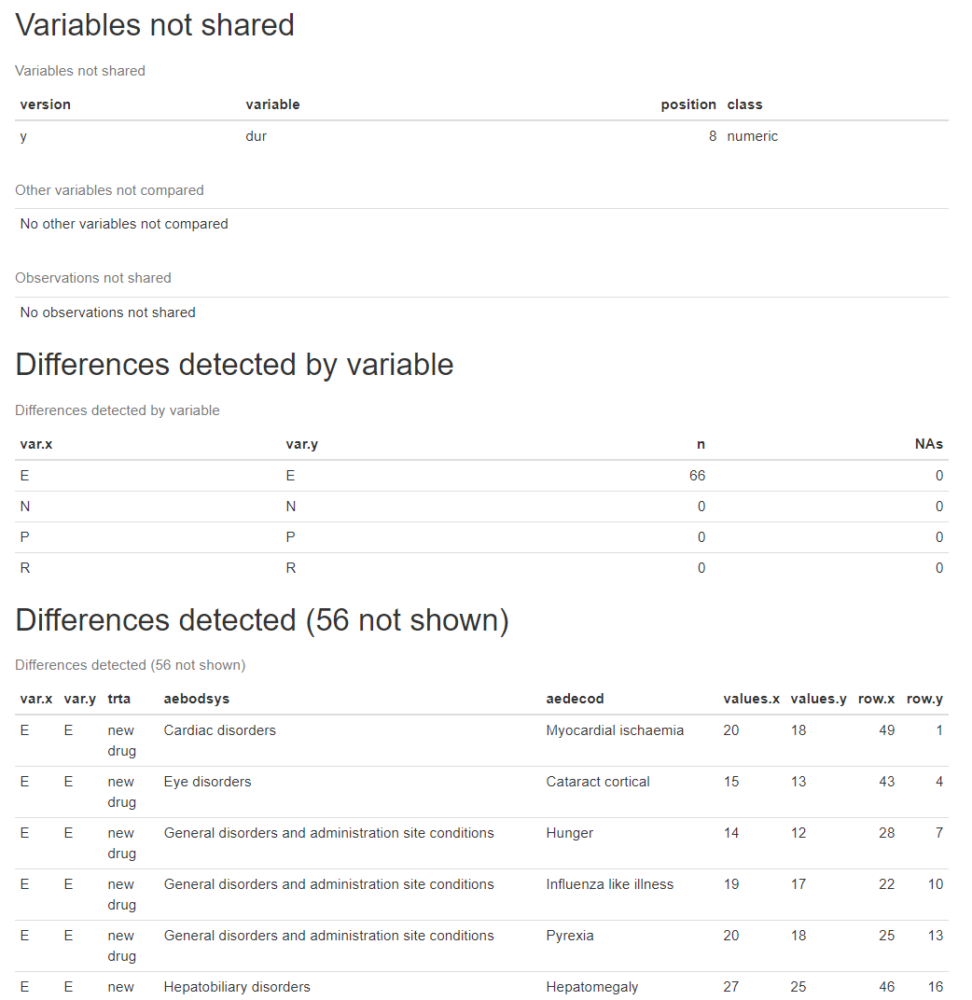 Variables not shared
Variables not shared
version variable position class
y dur 8 numeric
Other variables not compared
No other variables not compared
Observations not shared
No observations not shared
Differences detected by variable
Differences detected by variable
var.x var.y n NAs
E E 66 0
N N 0 0
P P 0 0
R R 0 0
Differences detected (56 not shown)
Differences detected (56 not shown)
var.x var.y trta aebodsys aedecod values.x values.y row.x row.y
E E new Cardiac disorders Myocardial ischaemia 20 18 49 1
drug
E E new Eye disorders Cataract cortical 15 13 43 4
drug
E E new General disorders and administration site conditions Hunger 14 12 28 7
drug
E E new General disorders and administration site conditions Influenza like illness 19 17 22 10
drug
E E new General disorders and administration site conditions Pyrexia 20 18 25 13
drug
E E new Hepatobiliary disorders Hepatomegaly 27 25 46 16